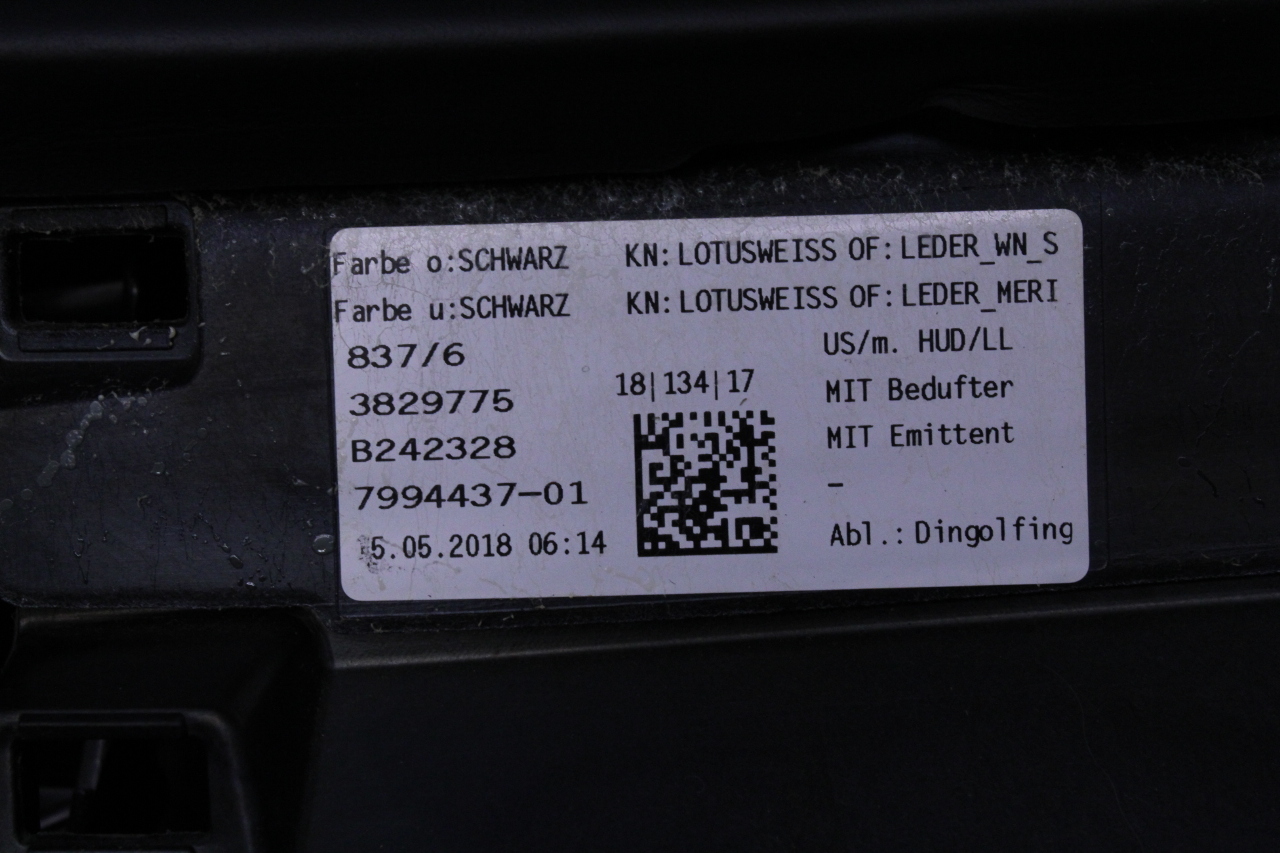 Farbe o:SCHWARZ KN:LOTUSWEISS OF:LEDER_WN_S
Farbe u:SCHWARZ KN:LOTUSWEISS OF:LEDER_MERI
837/6 US/m. HUD/LL
3829775 18|134|17 MIT Bedufter
B242328 MIT Emittent
7994437-01 -
5.05.2018 06:14 Abl.:Dingolfing